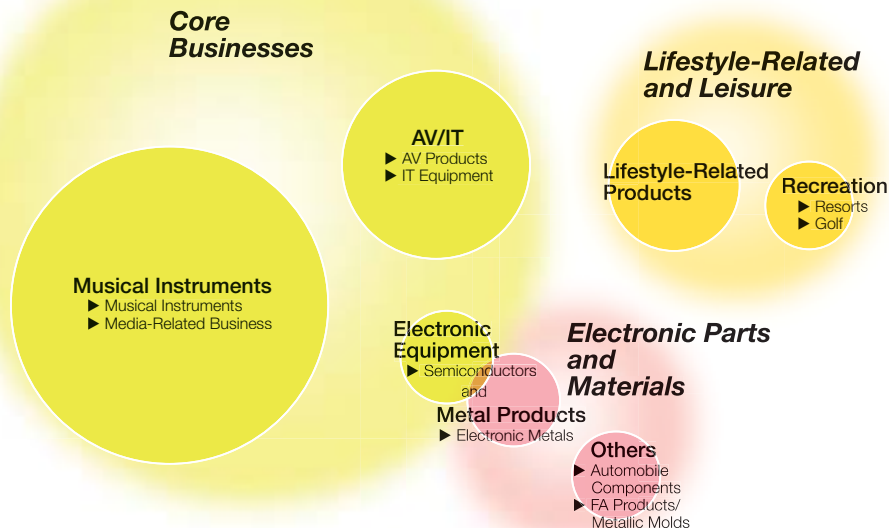 Core
Businesses
AV/IT
▶ AV Products
▶ IT Equipment
Musical Instruments
▶ Musical Instruments
▶ Media-Related Business
Electronic
Equipment
▶ Semiconductors
and
Metal Products
▶ Electronic Metals
Lifestyle-Related
and Leisure
Lifestyle-Related
Products
Recreation
▶ Resorts
▶ Golf
Electronic Parts
and
Materials
Others
▶ Automobile
Components
▶ FA Products/
Metallic Molds